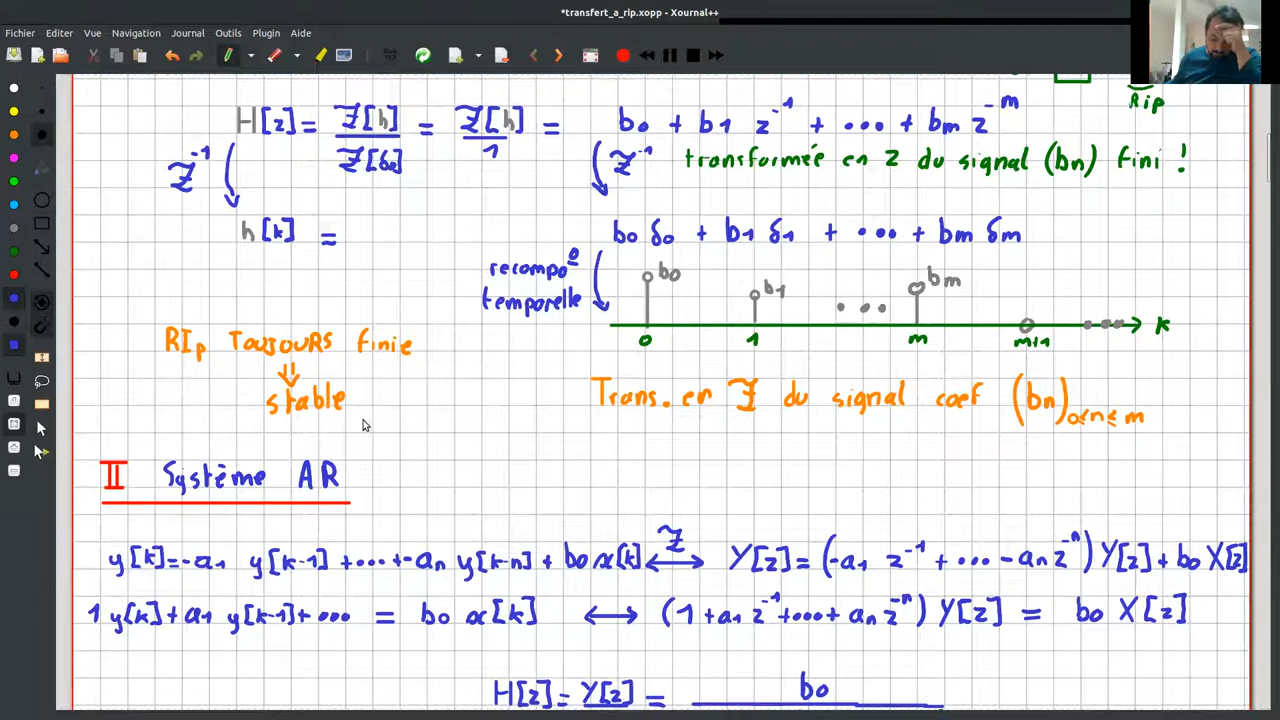 *transfert_a_rip.xopp - Xournal++
Fichier Editer Vue Navigation Journal Outils Plugin Aide
Rip
H[z] = Z[h] / Z[δ0] = Z[h] / 1 = b0 + b1 z^-1 + ... + bm z^-m
Z^-1
Z^-1 transformée en Z du signal (bn) fini !
h[k] = b0 δ0 + b1 δ1 + ... + bm δm
recompo°
temporelle
b0 b1 ... bm
0 1 m m+1 k
RIp TOUJOURS finie
⇓
stable
Trans. en Z du signal coef (bn)0≤n≤m
II Système AR
y[k]=-a1 y[k-1] +...+-an y[k-n] + b0 x[k] ⟷ Z Y[z]= (-a1 z^-1 + ... - an z^-n) Y[z] + b0 X[z]
1 y[k] + a1 y[k-1] + ... = b0 x[k] ⟷ (1 + a1 z^-1 +...+ an z^-n) Y[z] = b0 X[z]
H[z] = Y[z] = b0